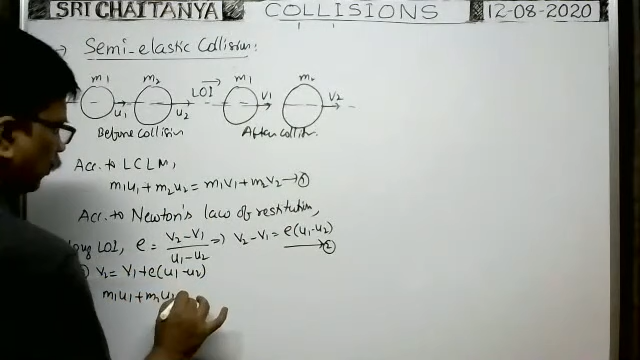 SRI CHAITANYA COLLISIONS 12-08-2020
Semi-elastic Collision:
m1 m2 LOI m1 m2
u1 u2 v1 v2
Before collision After collin.
Acc. to LCLM,
m1u1+m2u2=m1v1+m2v2→①
Acc. to Newton's law of restitution,
LOI, e = (v2-v1)/(u1-u2) ⇒ v2-v1 = e(u1-u2) →②
v2 = v1+e(u1-u2)
m1u1+m2u2